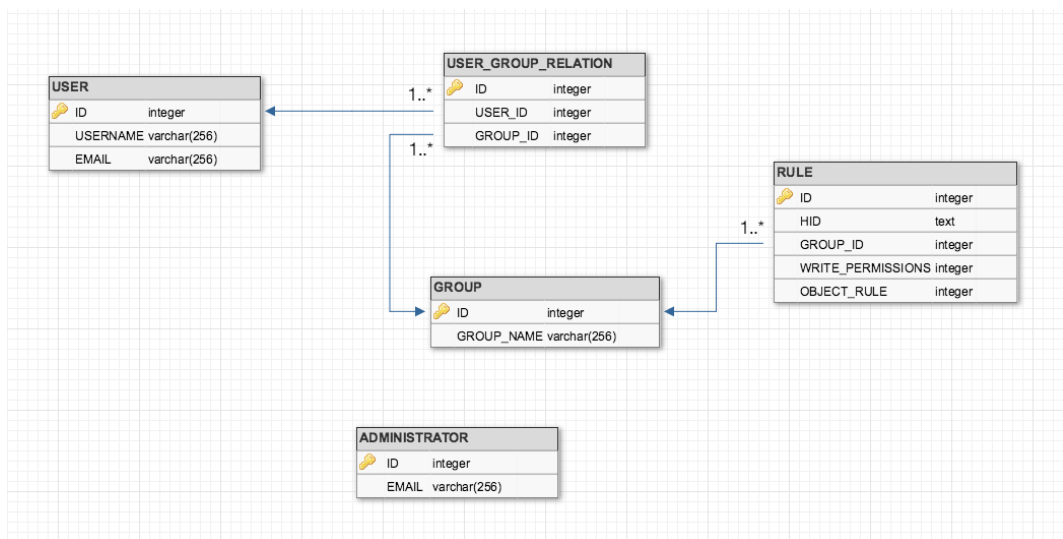 USER
ID integer
USERNAME varchar(256)
EMAIL varchar(256)
1..*
1..*
USER_GROUP_RELATION
ID integer
USER_ID integer
GROUP_ID integer
RULE
ID integer
HID text
GROUP_ID integer
WRITE_PERMISSIONS integer
OBJECT_RULE integer
1..*
GROUP
ID integer
GROUP_NAME varchar(256)
ADMINISTRATOR
ID integer
EMAIL varchar(256)